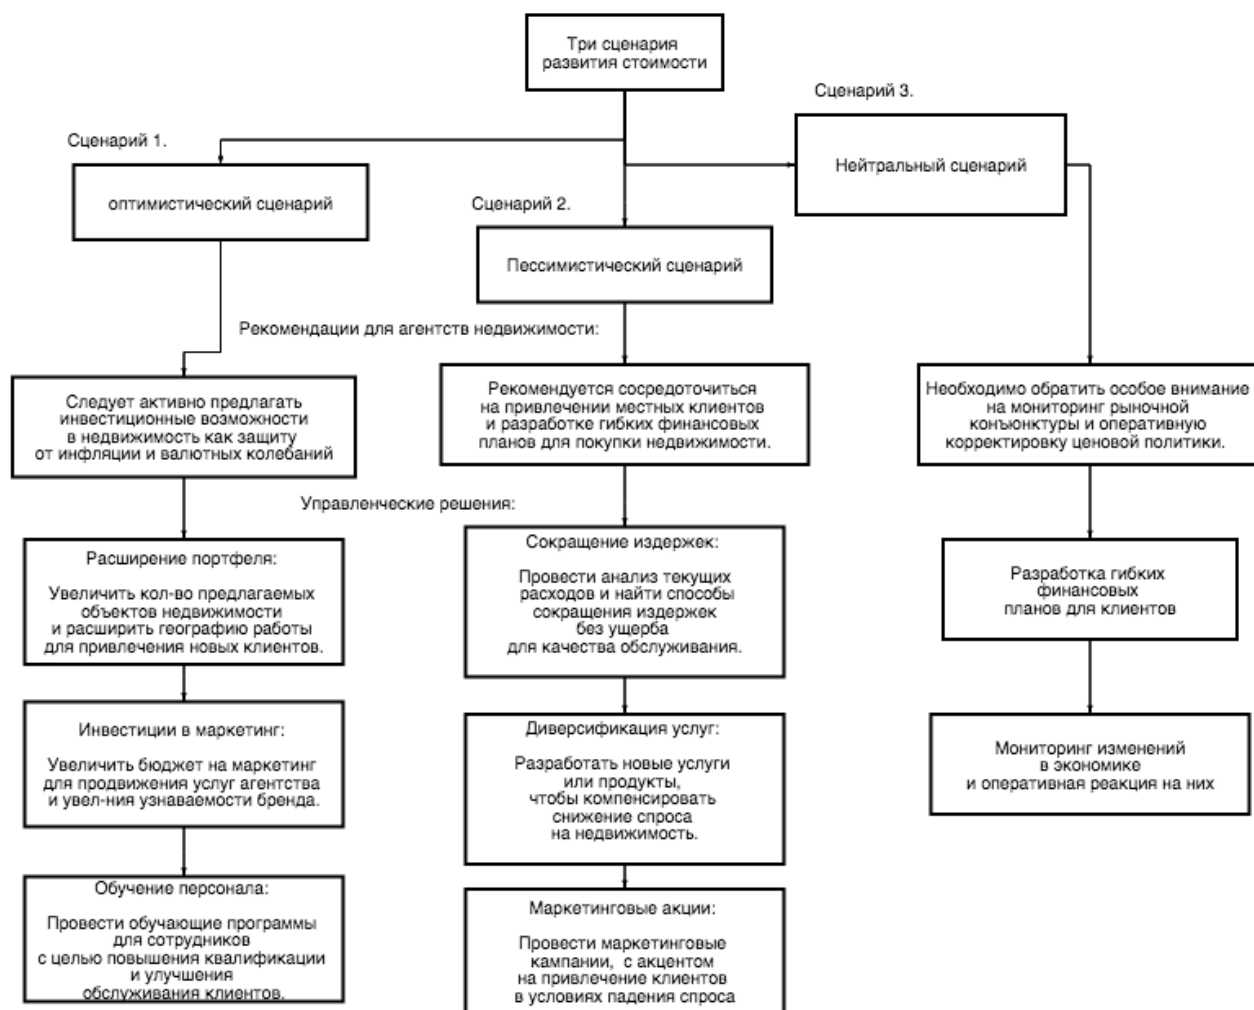 Три сценария
развития стоимости
Сценарий 3.
Сценарий 1.
Нейтральный сценарий
оптимистический сценарий
Сценарий 2.
Пессимистический сценарий
Рекомендации для агентств недвижимости:
Следует активно предлагать
инвестиционные возможности
в недвижимость как защиту
от инфляции и валютных колебаний
Рекомендуется сосредоточиться
на привлечении местных клиентов
и разработке гибких финансовых
планов для покупки недвижимости.
Необходимо обратить особое внимание
на мониторинг рыночной
конъюнктуры и оперативную
корректировку ценовой политики.
Управленческие решения:
Расширение портфеля:
Увеличить кол-во предлагаемых
объектов недвижимости
и расширить географию работы
для привлечения новых клиентов.
Сокращение издержек:
Провести анализ текущих
расходов и найти способы
сокращения издержек
без ущерба
для качества обслуживания.
Разработка гибких
финансовых
планов для клиентов
Инвестиции в маркетинг:
Увеличить бюджет на маркетинг
для продвижения услуг агентства
и увел-ния узнаваемости бренда.
Диверсификация услуг:
Разработать новые услуги
или продукты,
чтобы компенсировать
снижение спроса
на недвижимость.
Мониторинг изменений
в экономике
и оперативная реакция на них
Обучение персонала:
Провести обучающие программы
для сотрудников
с целью повышения квалификации
и улучшения
обслуживания клиентов.
Маркетинговые акции:
Провести маркетинговые
кампании, с акцентом
на привлечение клиентов
в условиях падения спроса